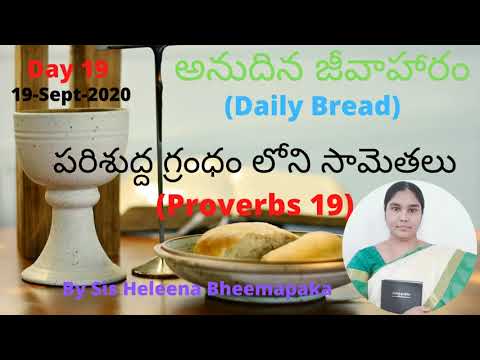 Day 19
19-Sept-2020
అనుదిన జీవాహారం
(Daily Bread)
పరిశుద్ద గ్రంధం లోని సామెతలు
(Proverbs 19)
By Sis Heleena Bheemapaka